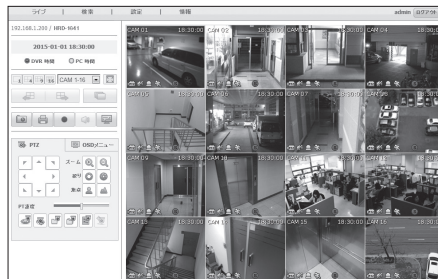 ライブ | 検索 | 設定 | 情報 admin ログアウト
192.168.1.200 / HRD-1641
2015-01-01 18:30:00
DVR 時間 PC 時間
CAM 1-16
PTZ OSDメニュー
ズーム
絞り
焦点
PT速度
CAM 01 18:30:00 CAM 02 18:30:00 CAM 03 18:30:00 CAM 04 18:30:00
CAM 05 18:30:00 CAM 06 18:30:00 CAM 07 18:30:00 18:30:00
CAM 09 18:30:00 CAM 10 18:30:00 CAM 11 18:30:00 CAM 12 18:30:00
CAM 13 18:30:00 CAM 18:30:00 CAM 15 18:30:00 CAM 16 18:30:00